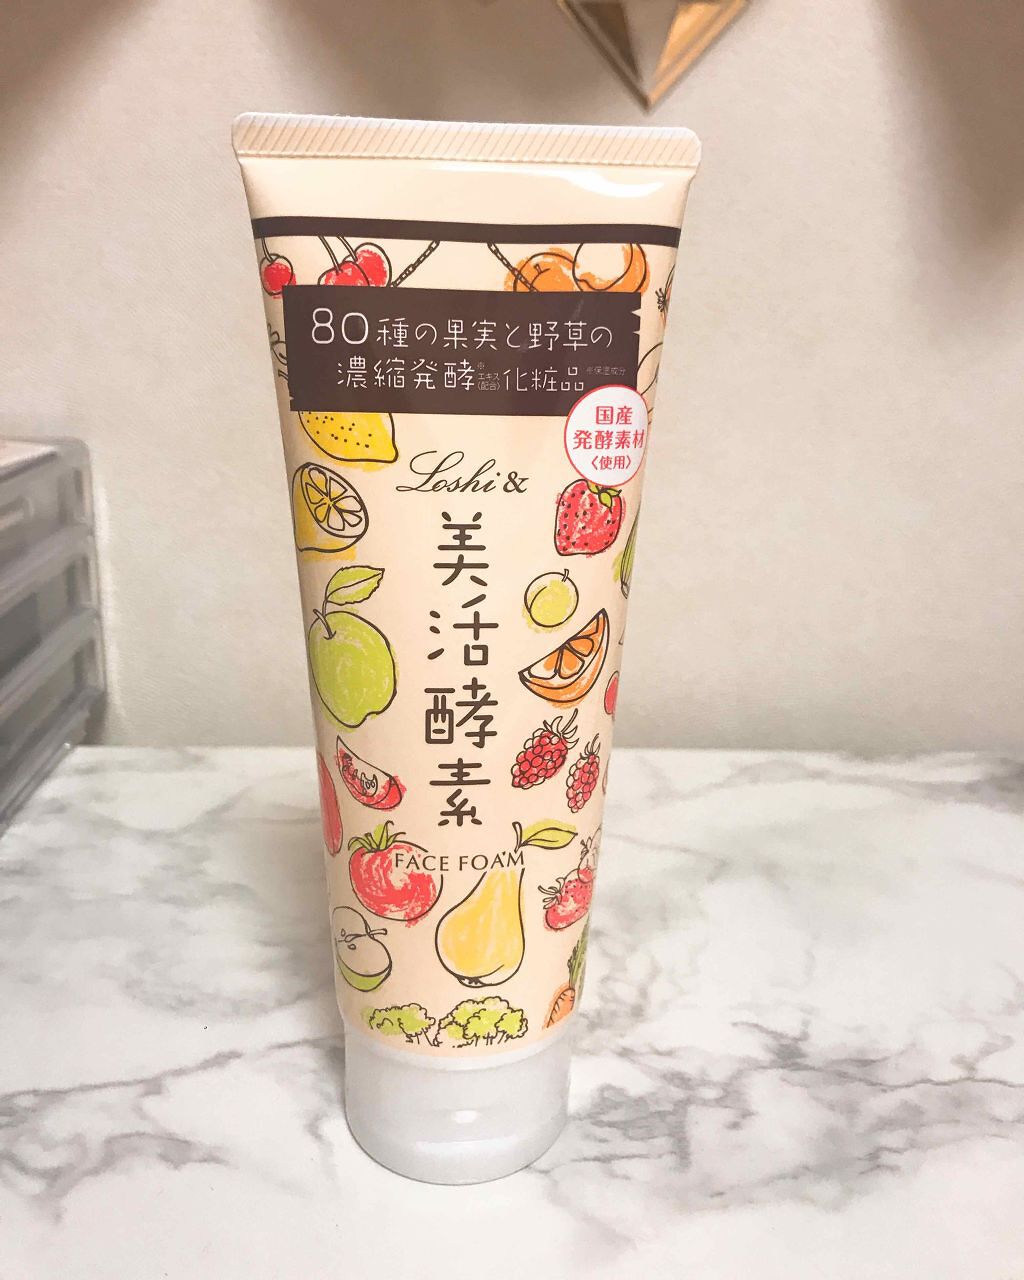 80種の果実と野草の
濃縮発酵※エキス〈配合〉化粧品 ※保湿成分
国産
発酵素材
〈使用〉
Loshi &
美活酵素
FACE FOAM